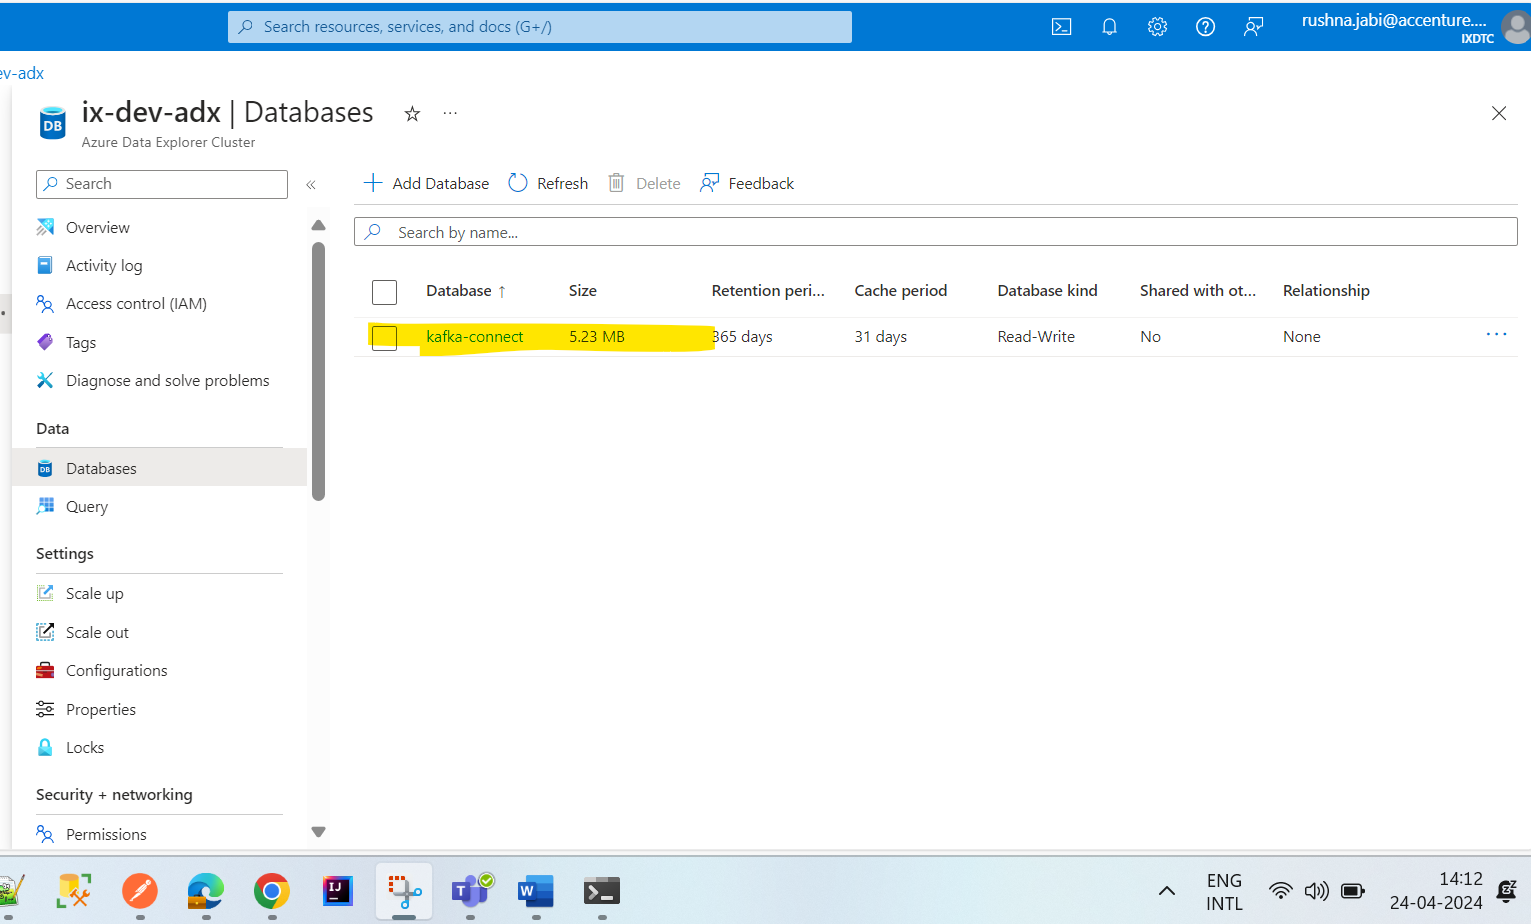 Search resources, services, and docs (G+/)
rushna.jabi@accenture....
IXDTC
ev-adx
DB
ix-dev-adx | Databases
...
Azure Data Explorer Cluster
Search
«
Add Database
Refresh
Delete
Feedback
Overview
Activity log
Access control (IAM)
Tags
Diagnose and solve problems
Data
Databases
Query
Settings
Scale up
Scale out
Configurations
Properties
Locks
Security + networking
Permissions
Search by name...
Database ↑ Size Retention peri... Cache period Database kind Shared with ot... Relationship
kafka-connect 5.23 MB 365 days 31 days Read-Write No None ...
ENG
INTL
14:12
24-04-2024